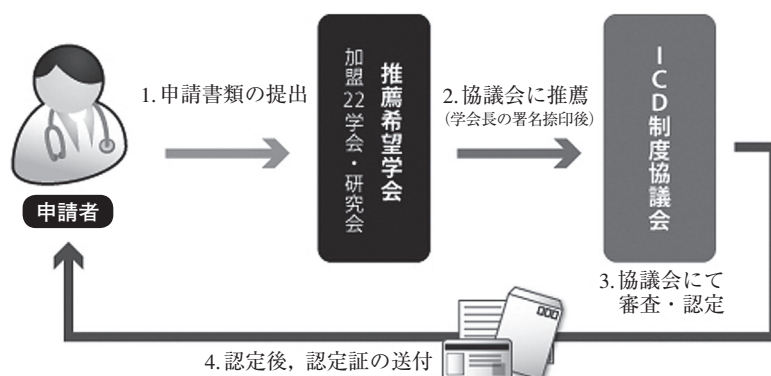 1.申請書類の提出
推薦希望学会
加盟22学会・研究会
2.協議会に推薦
(学会長の署名捺印後)
ICD制度協議会
申請者
3.協議会にて
審査・認定
4.認定後，認定証の送付